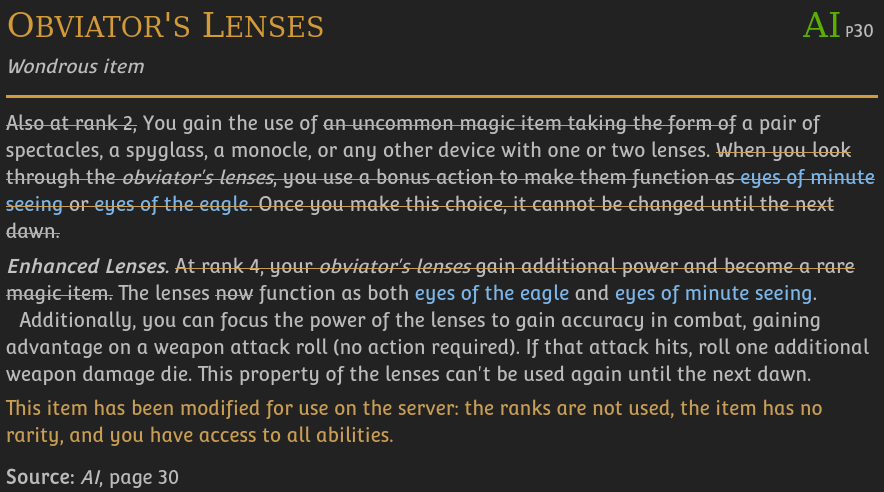 Obviator's Lenses AI P30
Wondrous item
Also at rank 2, You gain the use of an uncommon magic item taking the form of a pair of
spectacles, a spyglass, a monocle, or any other device with one or two lenses. When you look
through the obviator's lenses, you use a bonus action to make them function as eyes of minute
seeing or eyes of the eagle. Once you make this choice, it cannot be changed until the next
dawn.
Enhanced Lenses. At rank 4, your obviator's lenses gain additional power and become a rare
magic item. The lenses now function as both eyes of the eagle and eyes of minute seeing.
Additionally, you can focus the power of the lenses to gain accuracy in combat, gaining
advantage on a weapon attack roll (no action required). If that attack hits, roll one additional
weapon damage die. This property of the lenses can't be used again until the next dawn.
This item has been modified for use on the server: the ranks are not used, the item has no
rarity, and you have access to all abilities.
Source: AI, page 30